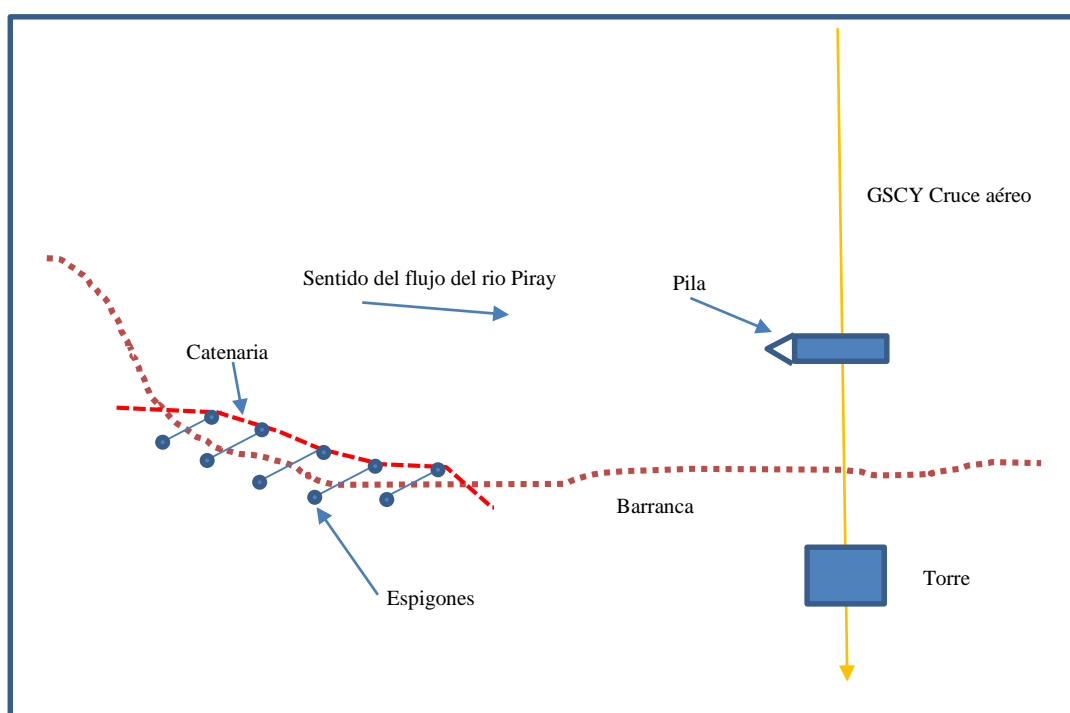 GSCY Cruce aéreo
Sentido del flujo del rio Piray
Pila
Catenaria
Barranca
Torre
Espigones